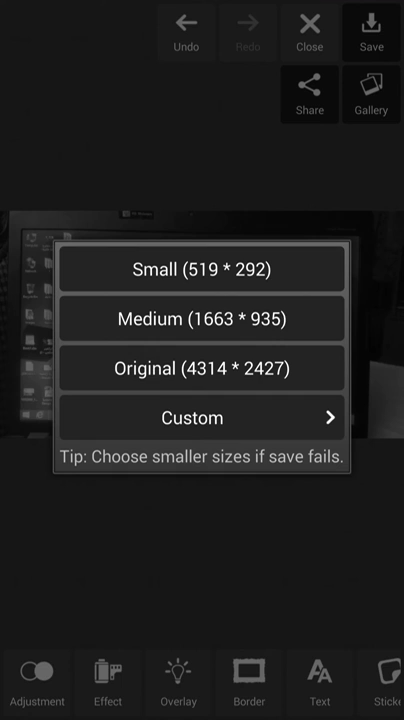 Undo
Redo
Close
Save
Share
Gallery
Small (519 * 292)
Medium (1663 * 935)
Original (4314 * 2427)
Custom
Tip: Choose smaller sizes if save fails.
Adjustment
Effect
Overlay
Border
Text
Sticke